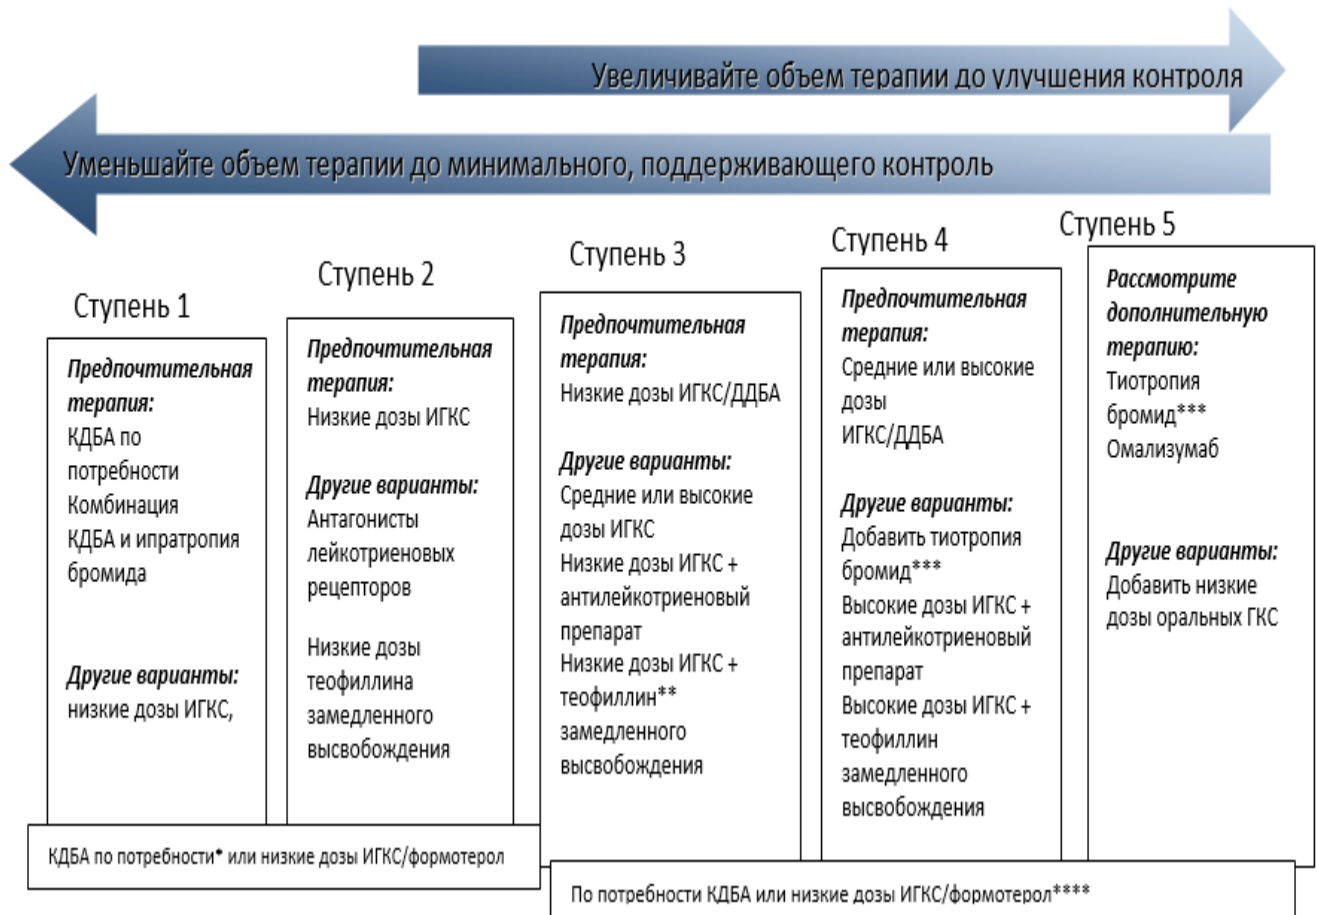 Увеличивайте объем терапии до улучшения контроля
Уменьшайте объем терапии до минимального, поддерживающего контроль
Ступень 1
Предпочтительная
терапия:
КДБА по
потребности
Комбинация
КДБА и ипратропия
бромида
Другие варианты:
низкие дозы ИГКС,
Ступень 2
Предпочтительная
терапия:
Низкие дозы ИГКС
Другие варианты:
Антагонисты
лейкотриеновых
рецепторов
Низкие дозы
теофиллина
замедленного
высвобождения
Ступень 3
Предпочтительная
терапия:
Низкие дозы ИГКС/ДДБА
Другие варианты:
Средние или высокие
дозы ИГКС
Низкие дозы ИГКС +
антилейкотриеновый
препарат
Низкие дозы ИГКС +
теофиллин**
замедленного
высвобождения
Ступень 4
Предпочтительная
терапия:
Средние или высокие
дозы
ИГКС/ДДБА
Другие варианты:
Добавить тиотропия
бромид***
Высокие дозы ИГКС +
антилейкотриеновый
препарат
Высокие дозы ИГКС +
теофиллин
замедленного
высвобождения
Ступень 5
Рассмотрите
дополнительную
терапию:
Тиотропия
бромид***
Омализумаб
Другие варианты:
Добавить низкие
дозы оральных ГКС
КДБА по потребности* или низкие дозы ИГКС/формотерол
По потребности КДБА или низкие дозы ИГКС/формотерол****